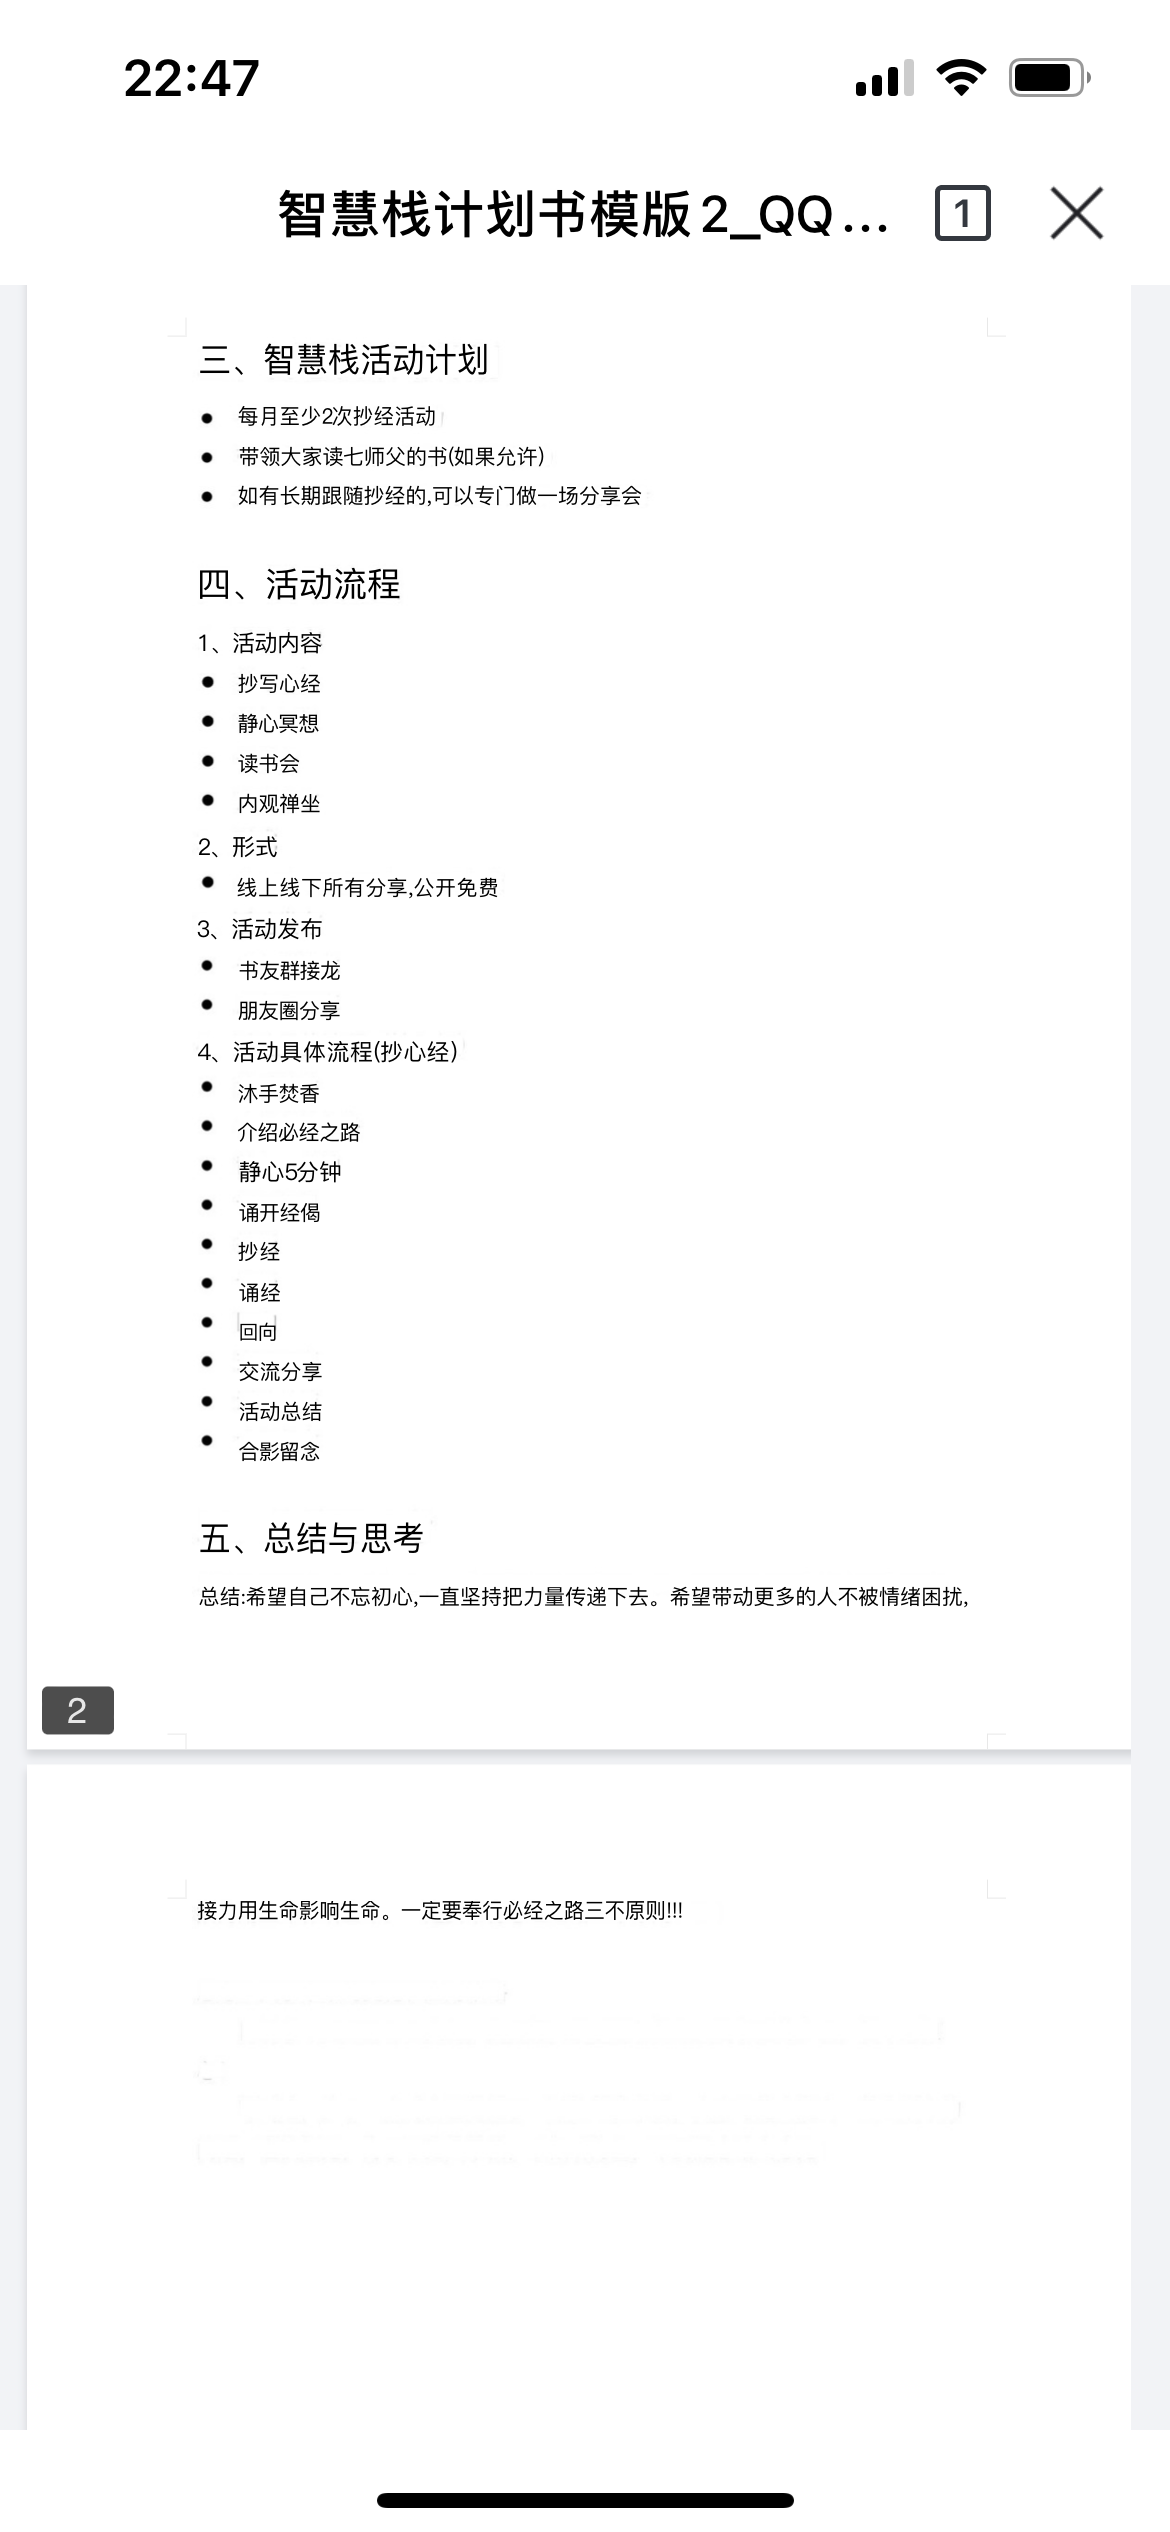 22:47
智慧栈计划书模版2_QQ...
1
三、智慧栈活动计划
● 每月至少2次抄经活动
● 带领大家读七师父的书(如果允许)
● 如有长期跟随抄经的,可以专门做一场分享会
四、活动流程
1、活动内容
● 抄写心经
● 静心冥想
● 读书会
● 内观禅坐
2、形式
● 线上线下所有分享,公开免费
3、活动发布
● 书友群接龙
● 朋友圈分享
4、活动具体流程(抄心经)
● 沐手焚香
● 介绍必经之路
● 静心5分钟
● 诵开经偈
● 抄经
● 诵经
● 回向
● 交流分享
● 活动总结
● 合影留念
五、总结与思考
总结:希望自己不忘初心,一直坚持把力量传递下去。希望带动更多的人不被情绪困扰,
2
接力用生命影响生命。一定要奉行必经之路三不原则!!!